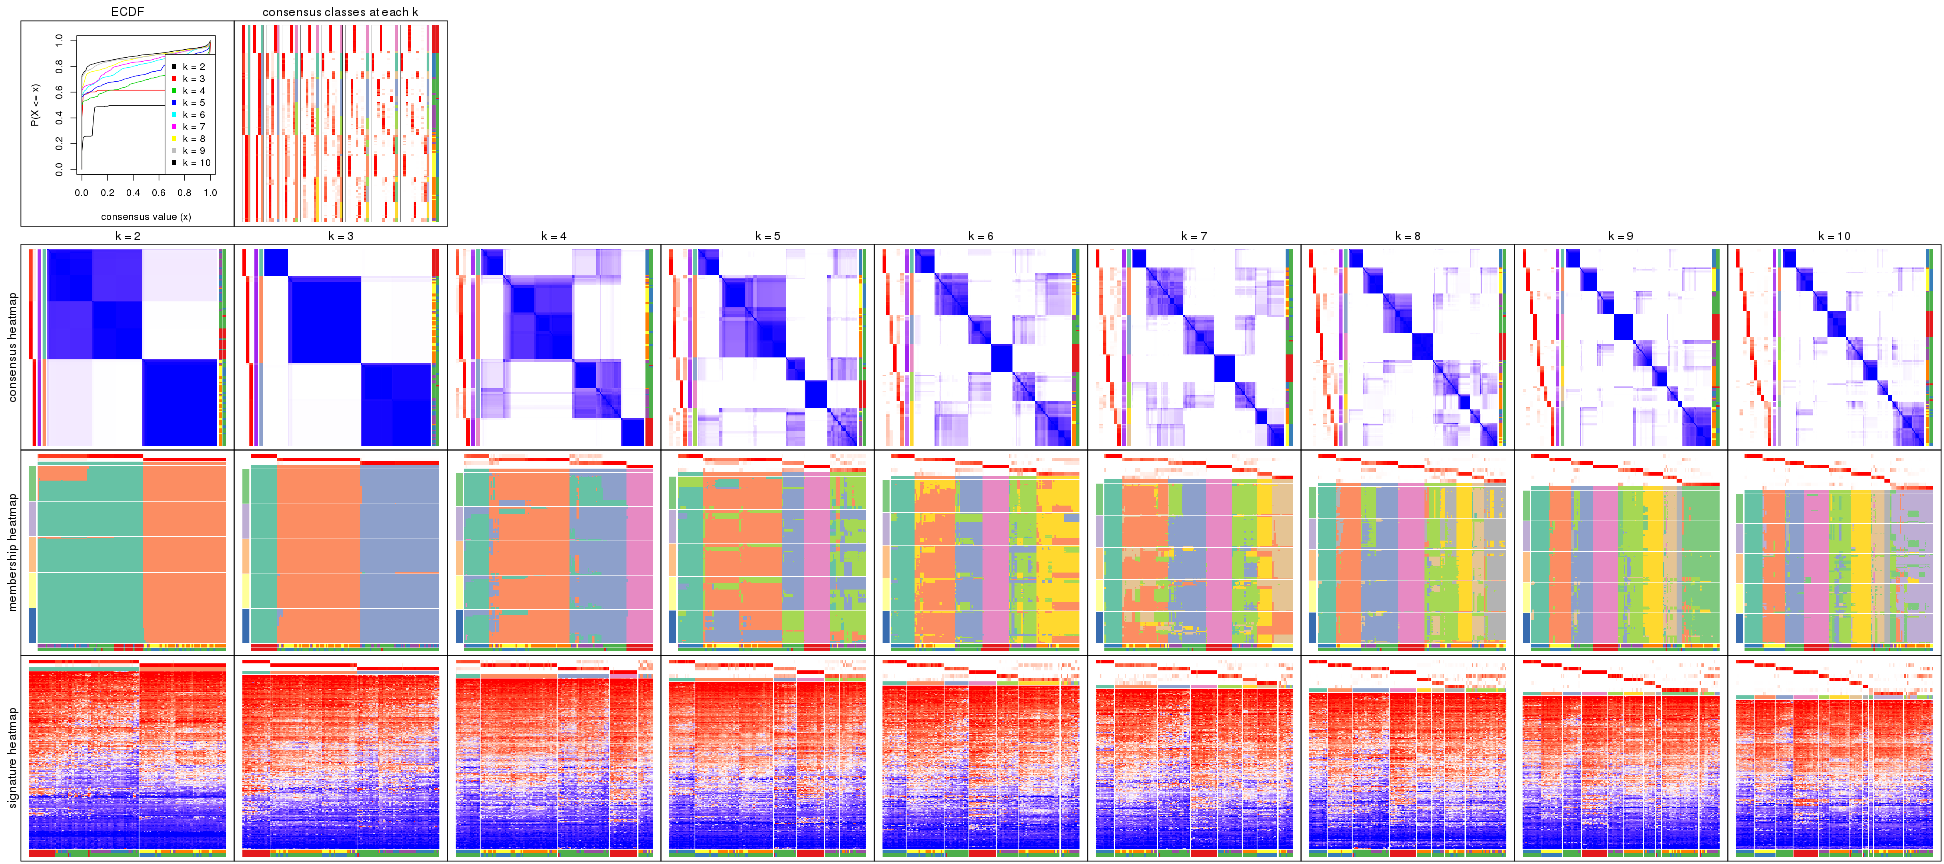 ECDF
consensus classes at each k
P(X <= x)
1.0
0.8
0.6
0.4
0.2
0.0
k = 2
k = 3
k = 4
k = 5
k = 6
k = 7
k = 8
k = 9
k = 10
0.0 0.2 0.4 0.6 0.8 1.0
consensus value (x)
k = 2 k = 3 k = 4 k = 5 k = 6 k = 7 k = 8 k = 9 k = 10
consensus heatmap
membership heatmap
signature heatmap